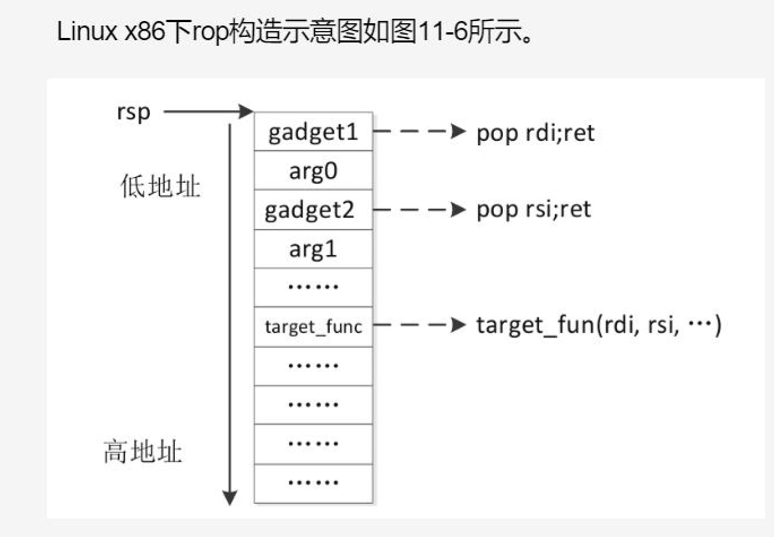 Linux x86下rop构造示意图如图11-6所示。
rsp
gadget1 pop rdi;ret
低地址 arg0
gadget2 pop rsi;ret
arg1
……
target_func target_fun(rdi, rsi, …)
……
……
高地址 ……
……